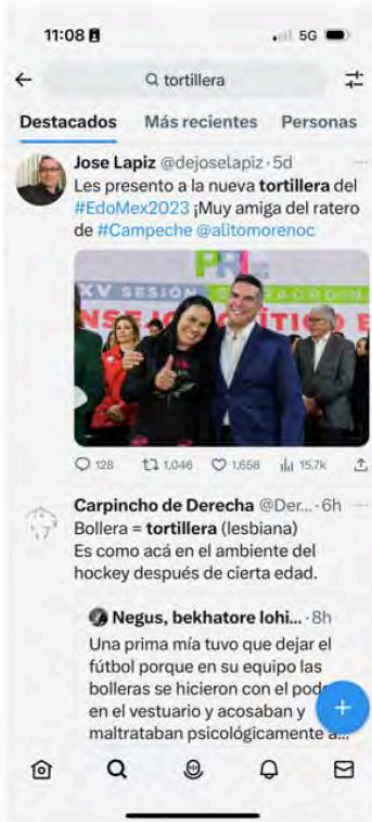 11:08
5G
tortillera
Destacados Más recientes Personas
Jose Lapiz @dejoselapiz · 5d
Les presento a la nueva tortillera del
#EdoMex2023 ¡Muy amiga del ratero
de #Campeche @alitomorenoc
PRI
XV SESIÓN
128 1,046 1,658 15.7k
Carpincho de Derecha @Der... · 6h
Bollera = tortillera (lesbiana)
Es como acá en el ambiente del
hockey después de cierta edad.
Negus, bekhatore lohi... · 8h
Una prima mía tuvo que dejar el
fútbol porque en su equipo las
bolleras se hicieron con el pod
en el vestuario y acosaban y
maltrataban psicológicamente a...